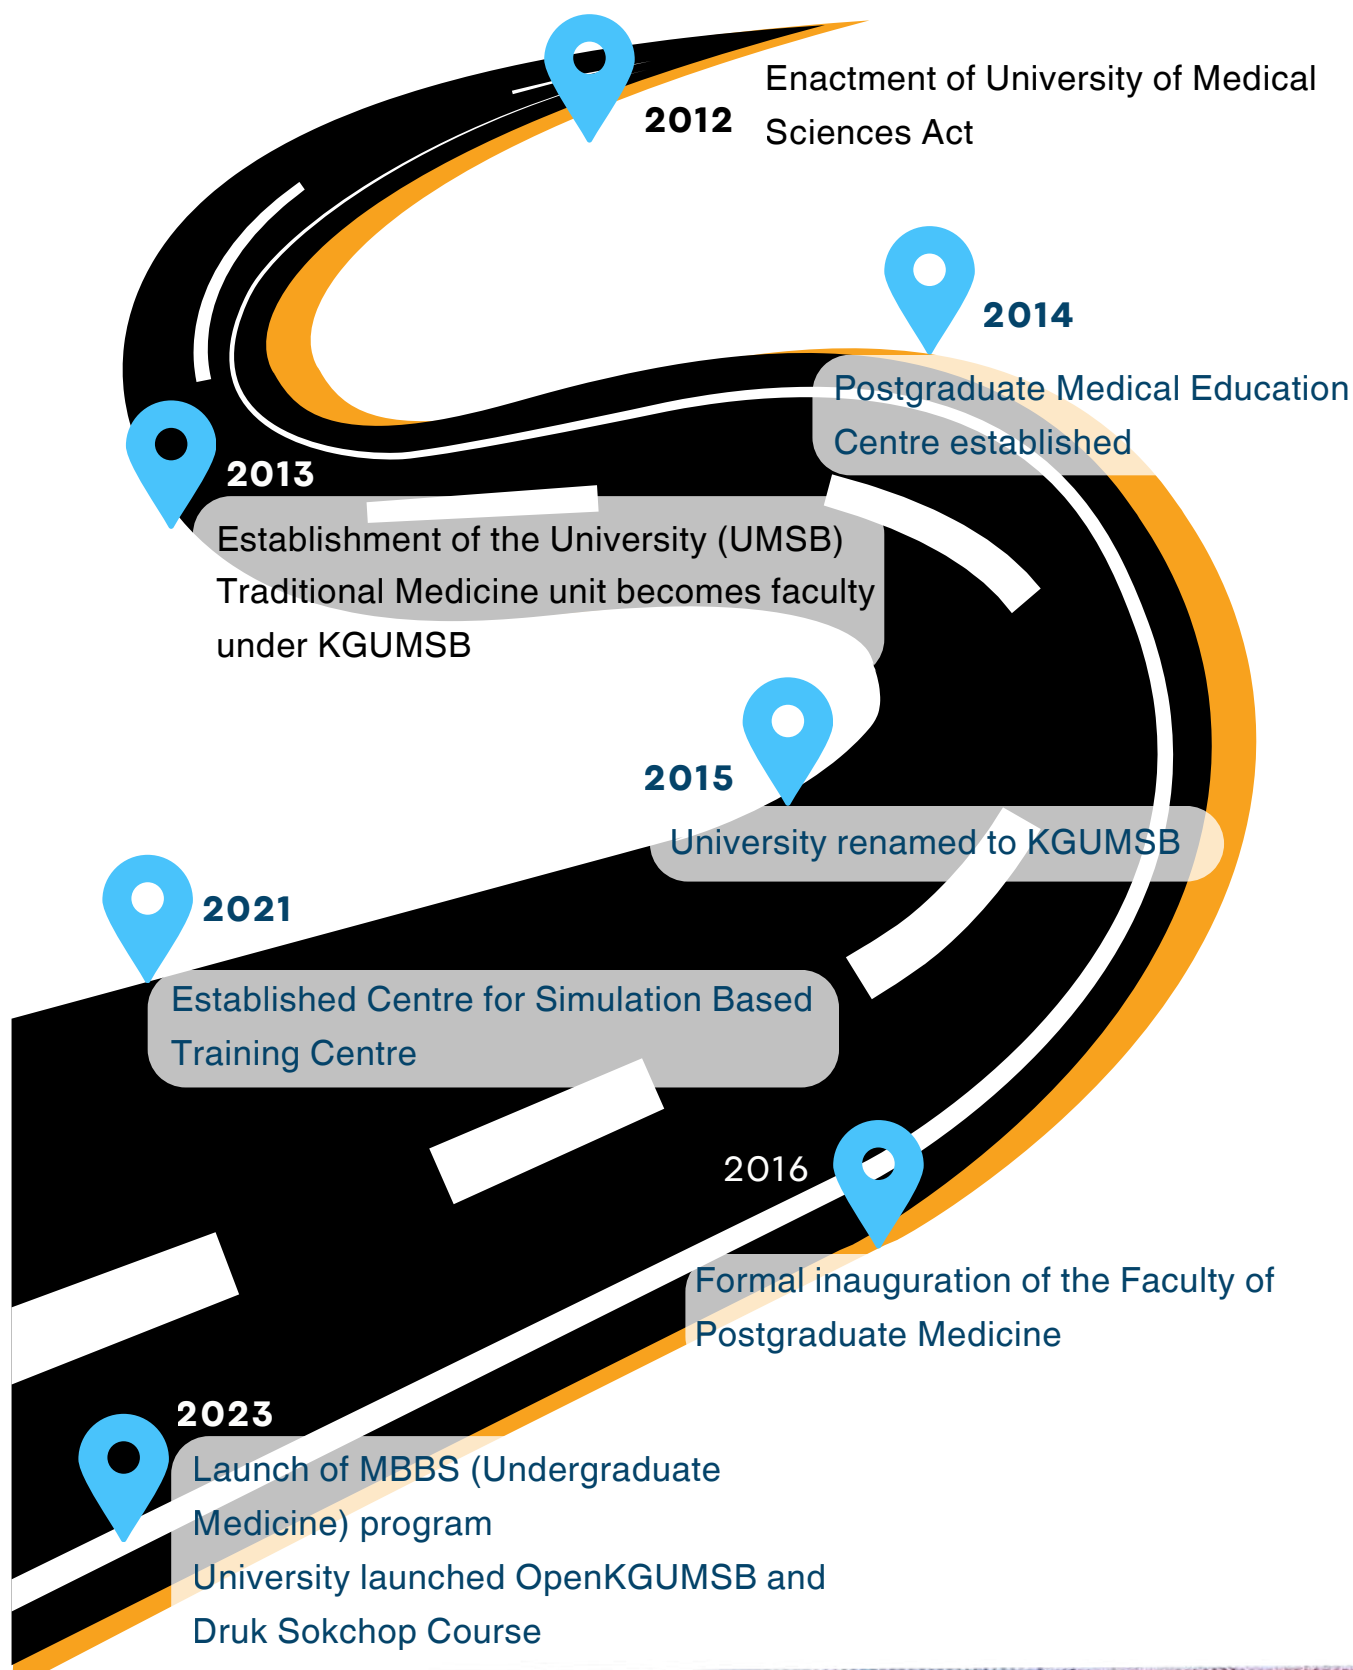 2012
Enactment of University of Medical
Sciences Act
2014
Postgraduate Medical Education
Centre established
2013
Establishment of the University (UMSB)
Traditional Medicine unit becomes faculty
under KGUMSB
2015
University renamed to KGUMSB
2021
Established Centre for Simulation Based
Training Centre
2016
Formal inauguration of the Faculty of
Postgraduate Medicine
2023
Launch of MBBS (Undergraduate
Medicine) program
University launched OpenKGUMSB and
Druk Sokchop Course